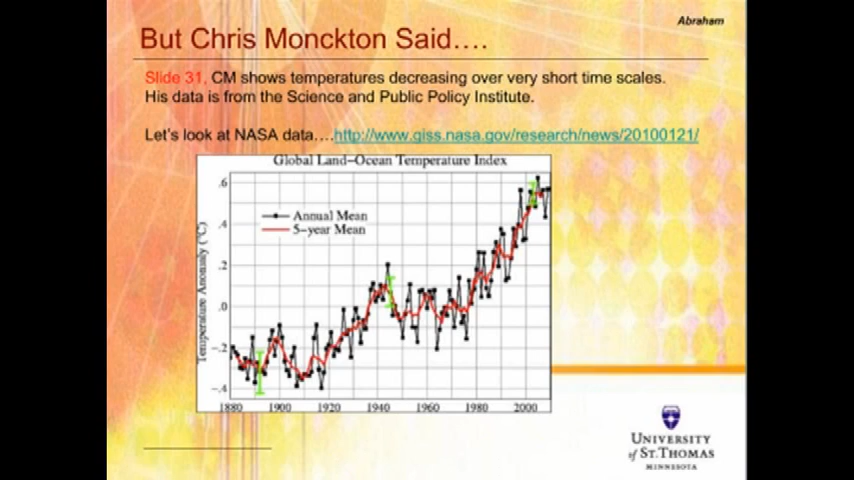 Abraham
But Chris Monckton Said….
Slide 31, CM shows temperatures decreasing over very short time scales.
His data is from the Science and Public Policy Institute.
Let's look at NASA data….http://www.giss.nasa.gov/research/news/20100121/
Global Land–Ocean Temperature Index
.6
Annual Mean
5-year Mean
.4
.2
.0
-.2
-.4
Temperature Anomaly (°C)
1880 1900 1920 1940 1960 1980 2000
UNIVERSITY
of ST. THOMAS
MINNESOTA